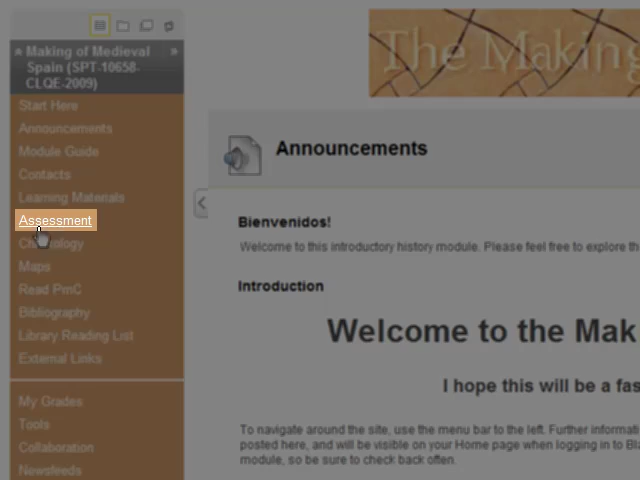 The Making
Making of Medieval
Spain (SPT-10658-
CLQE-2009)
Start Here
Announcements
Module Guide
Contacts
Learning Materials
Assessment
Chronology
Maps
Read PmC
Bibliography
Library Reading List
External Links
My Grades
Tools
Collaboration
Newsfeeds
Announcements
Bienvenidos!
Welcome to this introductory history module. Please feel free to explore th
Introduction
Welcome to the Mak
I hope this will be a fas
To navigate around the site, use the menu bar to the left. Further informati
posted here, and will be visible on your Home page when logging in to Bla
module, so be sure to check back often.